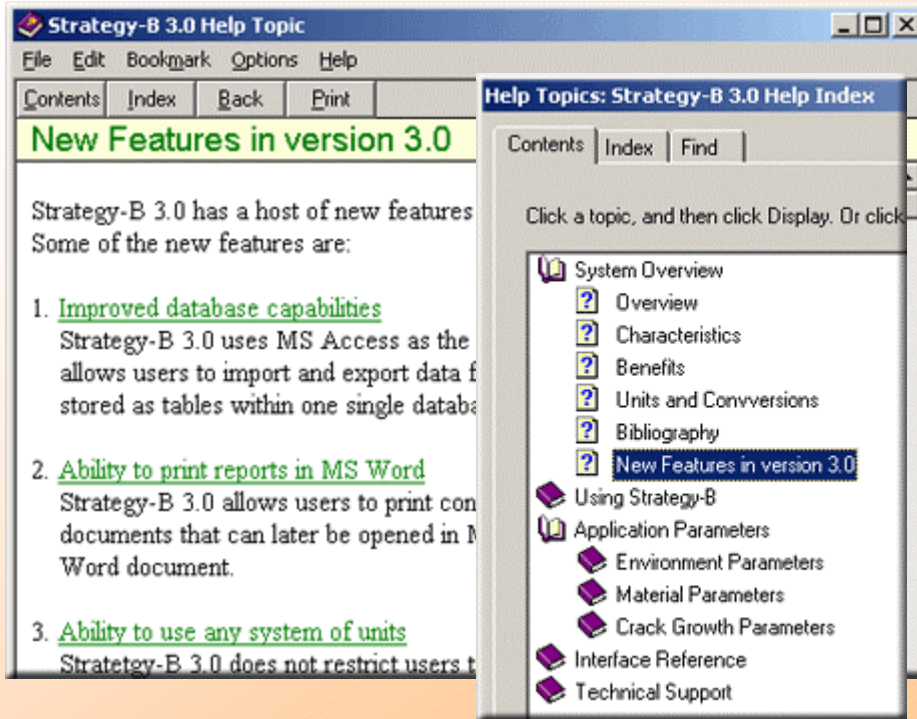 Strategy-B 3.0 Help Topic
File Edit Bookmark Options Help
Contents Index Back Print
New Features in version 3.0
Strategy-B 3.0 has a host of new features
Some of the new features are:
1. Improved database capabilities
Strategy-B 3.0 uses MS Access as the
allows users to import and export data
stored as tables within one single
2. Ability to print reports in MS Word
Strategy-B 3.0 allows users to print
documents that can later be opened in
Word document.
3. Ability to use any system of units
Stratetgy-B 3.0 does not restrict users
Help Topics: Strategy-B 3.0 Help Index
Contents Index Find
Click a topic, and then click Display. Or click
System Overview
Overview
Characteristics
Benefits
Units and Convversions
Bibliography
New Features in version 3.0
Using Strategy-B
Application Parameters
Environment Parameters
Material Parameters
Crack Growth Parameters
Interface Reference
Technical Support